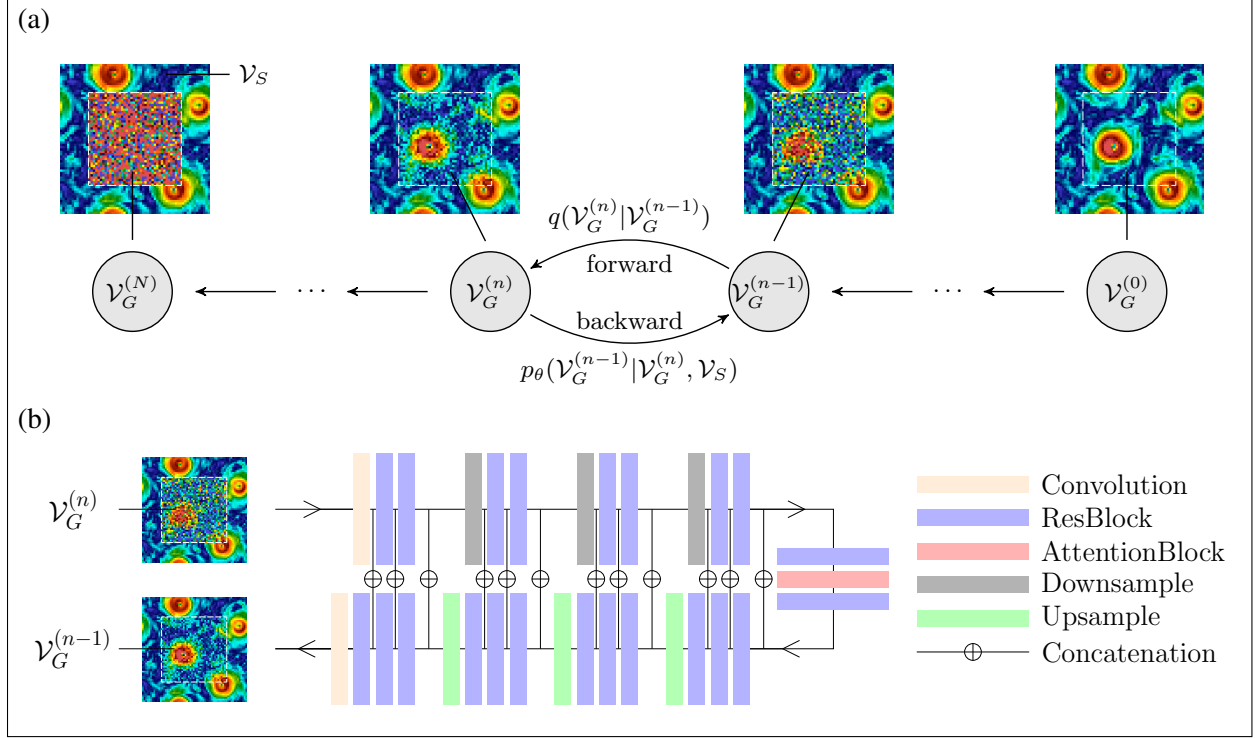 (a)
𝒱_S
q(𝒱_G^{(n)}|𝒱_G^{(n−1)})
forward
𝒱_G^{(N)} ··· 𝒱_G^{(n)} 𝒱_G^{(n−1)} ··· 𝒱_G^{(0)}
backward
p_θ(𝒱_G^{(n−1)}|𝒱_G^{(n)}, 𝒱_S)
(b)
𝒱_G^{(n)}
𝒱_G^{(n−1)}
Convolution
ResBlock
AttentionBlock
Downsample
Upsample
Concatenation